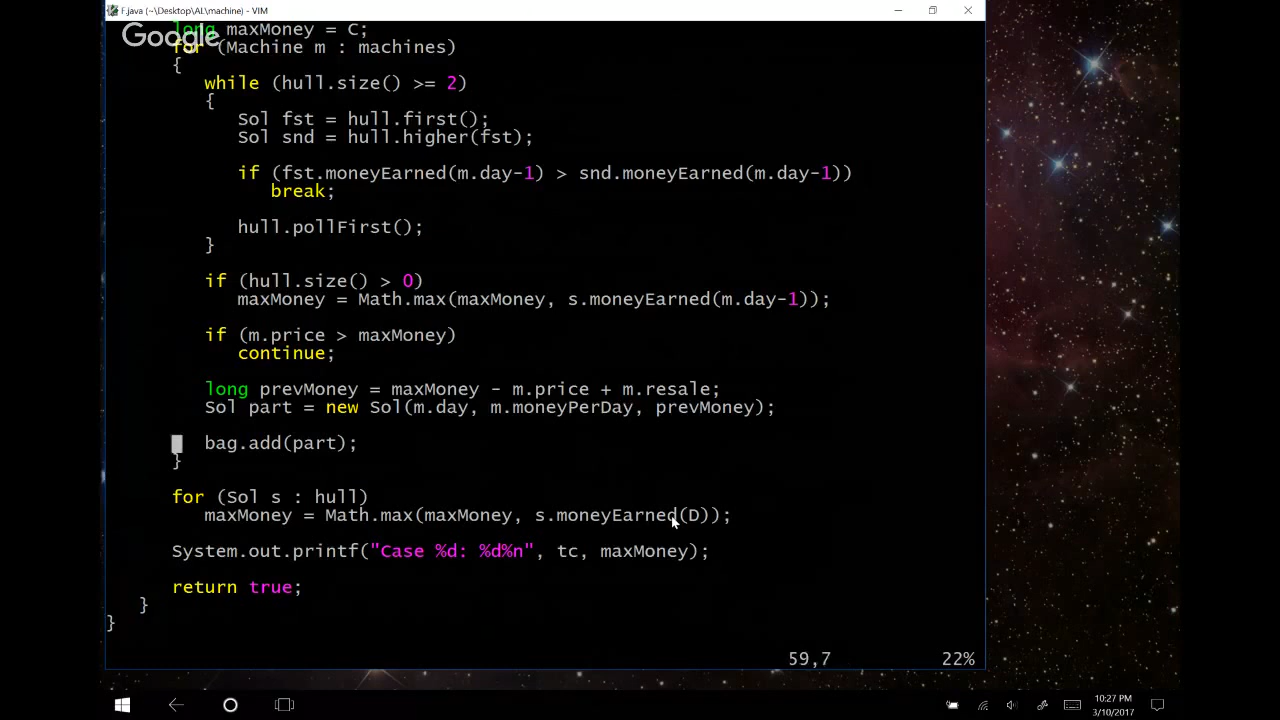 F.java (~\Desktop\AL\machine) - VIM
Google
long maxMoney = C;
for (Machine m : machines)
{
while (hull.size() >= 2)
{
Sol fst = hull.first();
Sol snd = hull.higher(fst);
if (fst.moneyEarned(m.day-1) > snd.moneyEarned(m.day-1))
break;
hull.pollFirst();
}
if (hull.size() > 0)
maxMoney = Math.max(maxMoney, s.moneyEarned(m.day-1));
if (m.price > maxMoney)
continue;
long prevMoney = maxMoney - m.price + m.resale;
Sol part = new Sol(m.day, m.moneyPerDay, prevMoney);
bag.add(part);
}
for (Sol s : hull)
maxMoney = Math.max(maxMoney, s.moneyEarned(D));
System.out.printf("Case %d: %d%n", tc, maxMoney);
return true;
}
}
59,7 22%
10:27 PM
3/10/2017